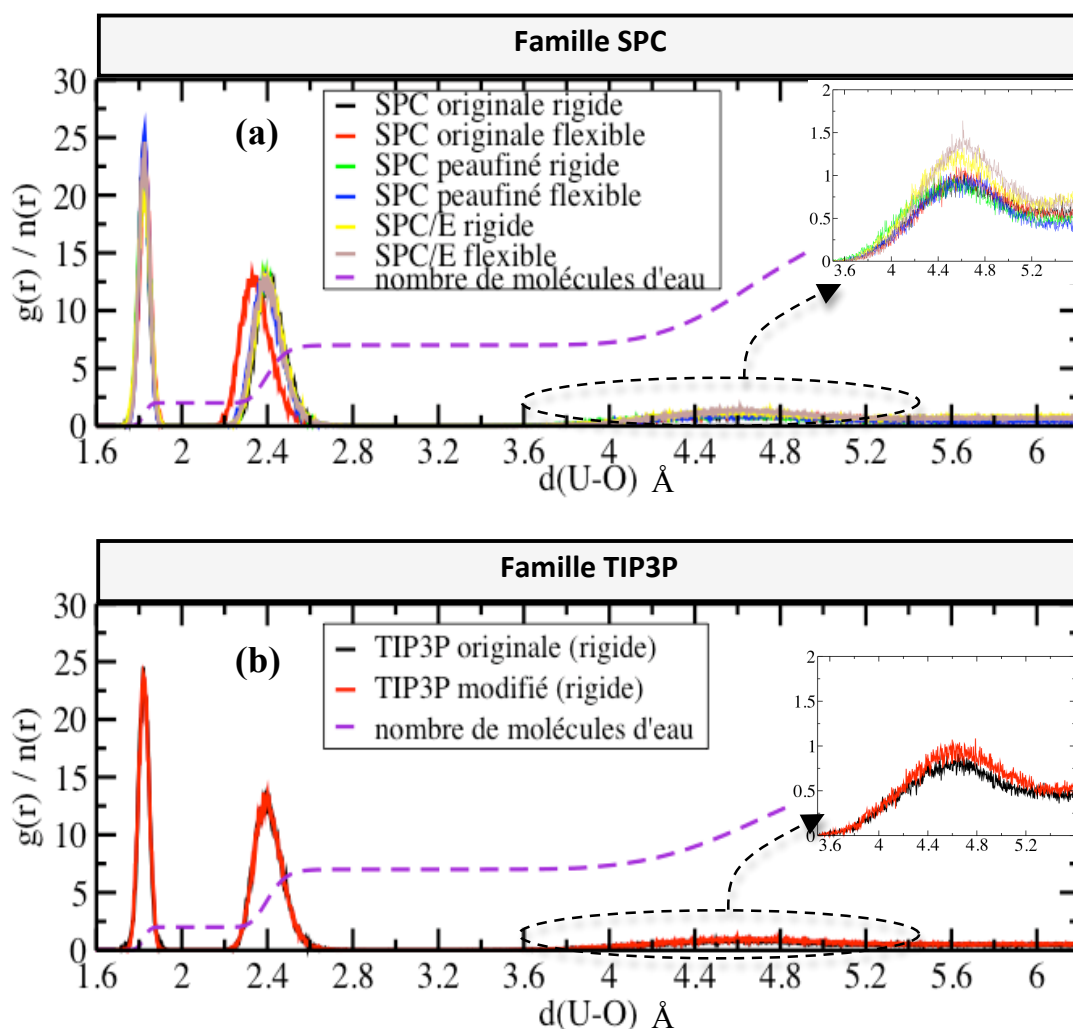 Famille SPC
30
25
20
15
10
5
0
g(r) / n(r)
(a)
SPC originale rigide
SPC originale flexible
SPC peaufiné rigide
SPC peaufiné flexible
SPC/E rigide
SPC/E flexible
nombre de molécules d'eau
2
1.5
1
0.5
0
3.6 4 4.4 4.8 5.2
1.6 2 2.4 2.8 3.2 3.6 4 4.4 4.8 5.2 5.6 6
d(U-O) Å
Famille TIP3P
30
25
20
15
10
5
0
g(r) / n(r)
(b)
TIP3P originale (rigide)
TIP3P modifié (rigide)
nombre de molécules d'eau
2
1.5
1
0.5
0
3.6 4 4.4 4.8 5.2
1.6 2 2.4 2.8 3.2 3.6 4 4.4 4.8 5.2 5.6 6
d(U-O) Å